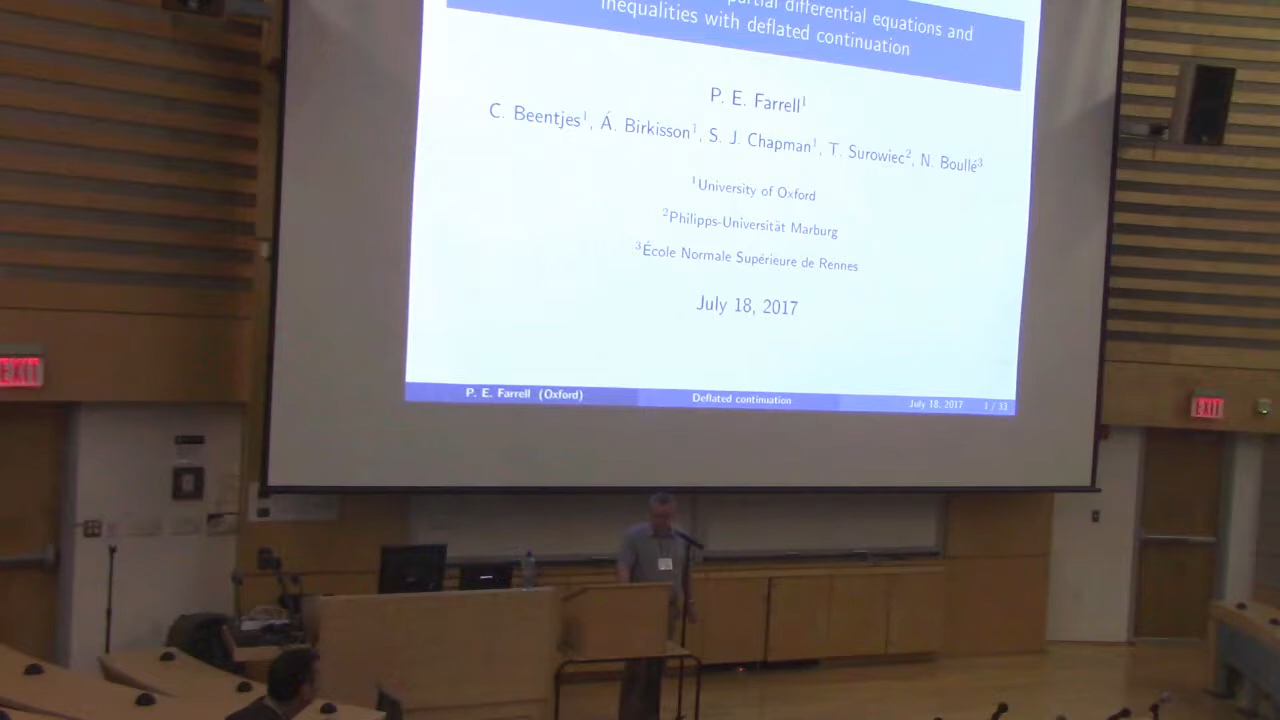 partial differential equations and
inequalities with deflated continuation
P. E. Farrell¹
C. Beentjes¹, Á. Birkisson¹, S. J. Chapman¹, T. Surowiec², N. Boullé³
¹University of Oxford
²Philipps-Universität Marburg
³École Normale Supérieure de Rennes
July 18, 2017
P. E. Farrell (Oxford) Deflated continuation July 18, 2017 1 / 33
EXIT
EXIT